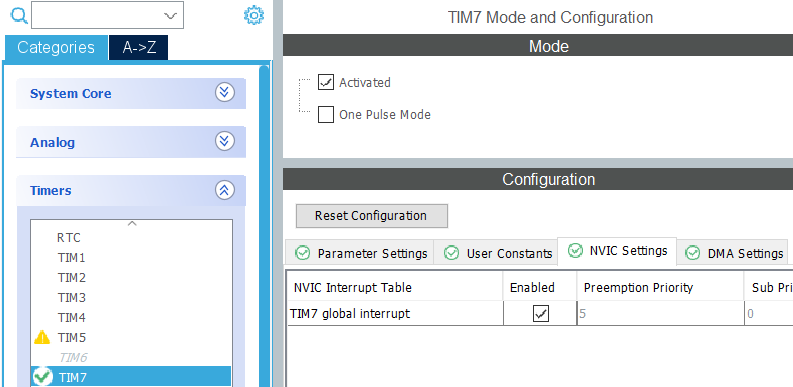 Categories A->Z
System Core
Analog
Timers
RTC
TIM1
TIM2
TIM3
TIM4
TIM5
TIM6
TIM7
TIM7 Mode and Configuration
Mode
Activated
One Pulse Mode
Configuration
Reset Configuration
Parameter Settings User Constants NVIC Settings DMA Settings
NVIC Interrupt Table Enabled Preemption Priority Sub Pri
TIM7 global interrupt 5 0